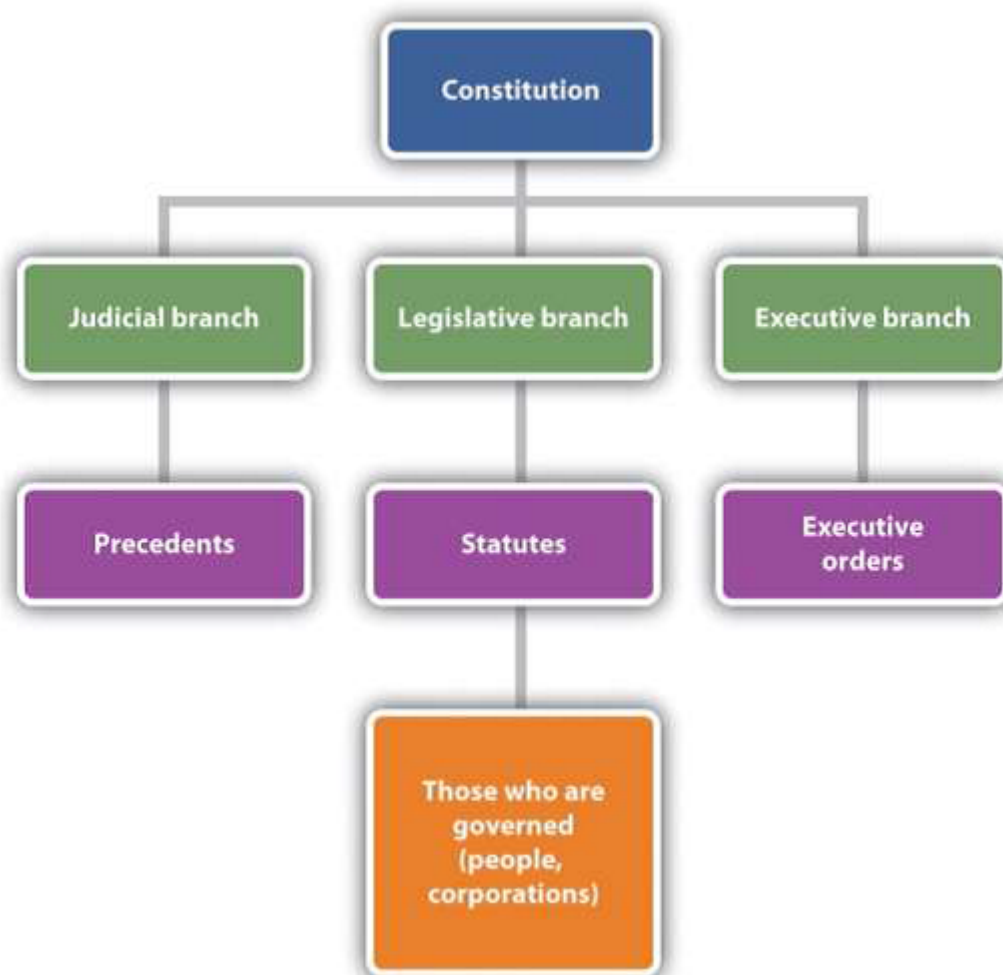 Constitution
Judicial branch
Legislative branch
Executive branch
Precedents
Statutes
Executive
orders
Those who are
governed
(people,
corporations)